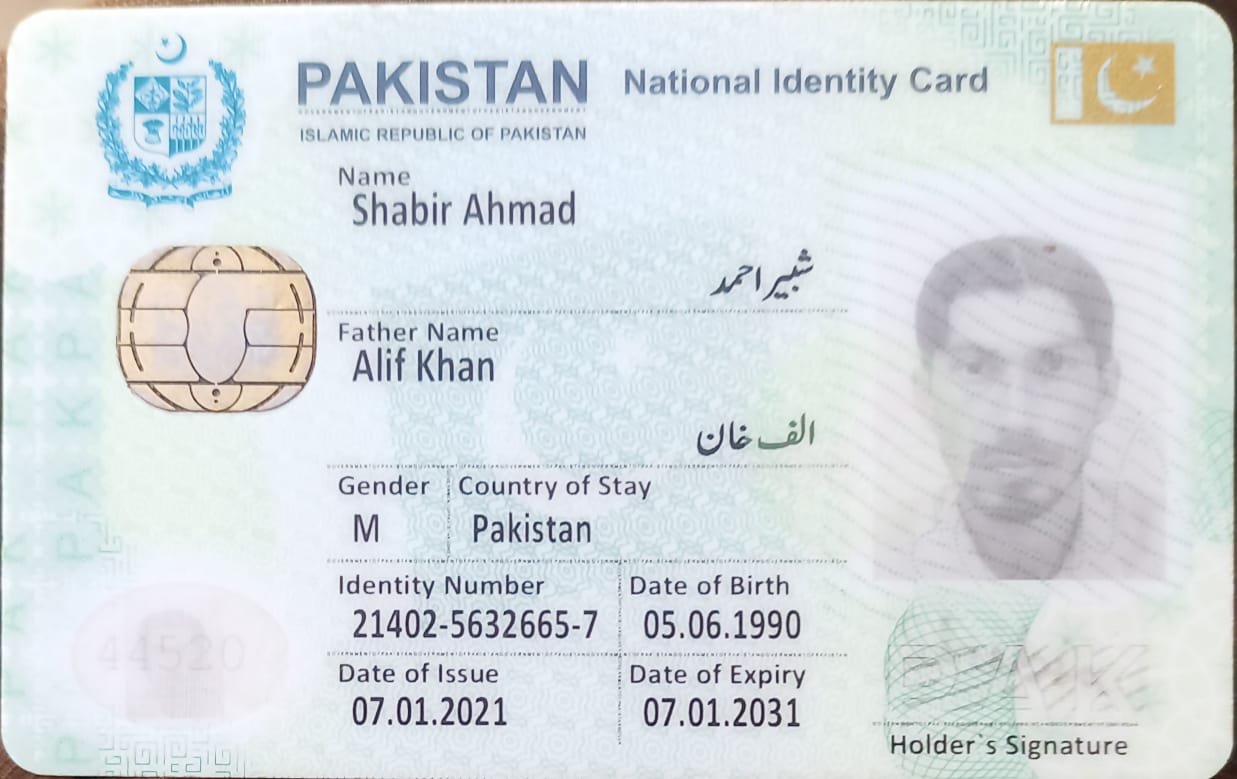 PAKISTAN National Identity Card
ISLAMIC REPUBLIC OF PAKISTAN
Name
Shabir Ahmad
شبیر احمد
Father Name
Alif Khan
الف خان
Gender Country of Stay
M Pakistan
Identity Number Date of Birth
21402-5632665-7 05.06.1990
Date of Issue Date of Expiry
07.01.2021 07.01.2031
44520
PAK
Holder`s Signature